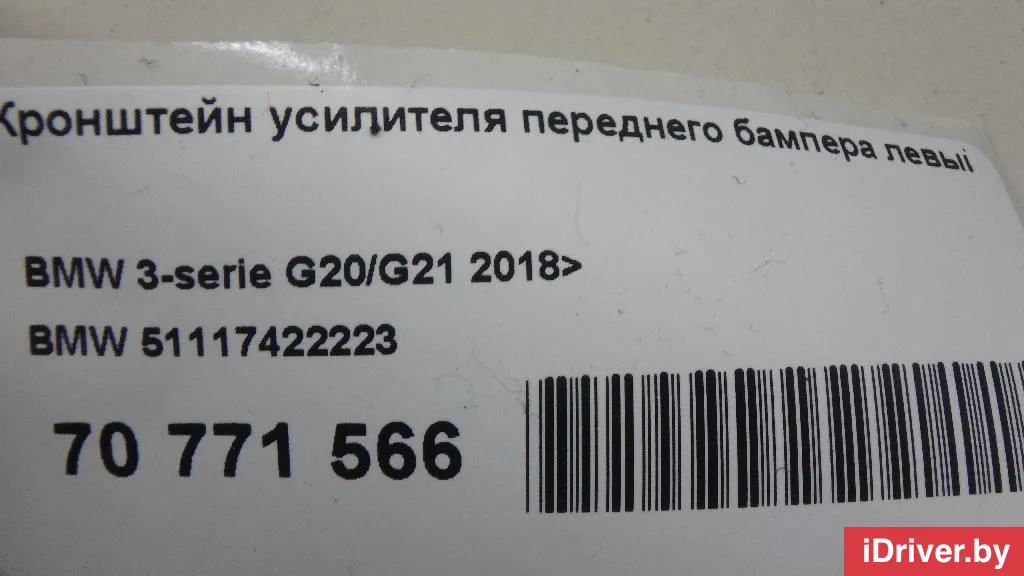 Кронштейн усилителя переднего бампера левый
BMW 3-serie G20/G21 2018>
BMW 51117422223
70 771 566
iDriver.by